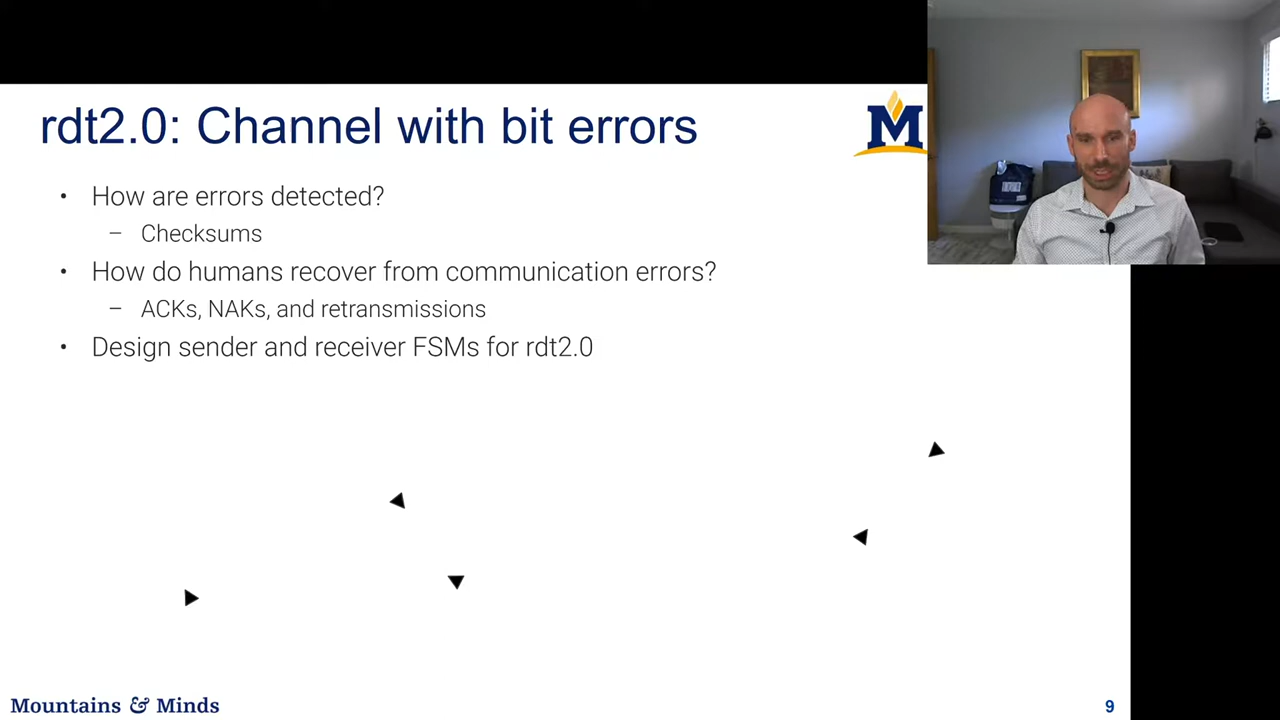 rdt2.0: Channel with bit errors
M
• How are errors detected?
– Checksums
• How do humans recover from communication errors?
– ACKs, NAKs, and retransmissions
• Design sender and receiver FSMs for rdt2.0
Mountains & Minds
9